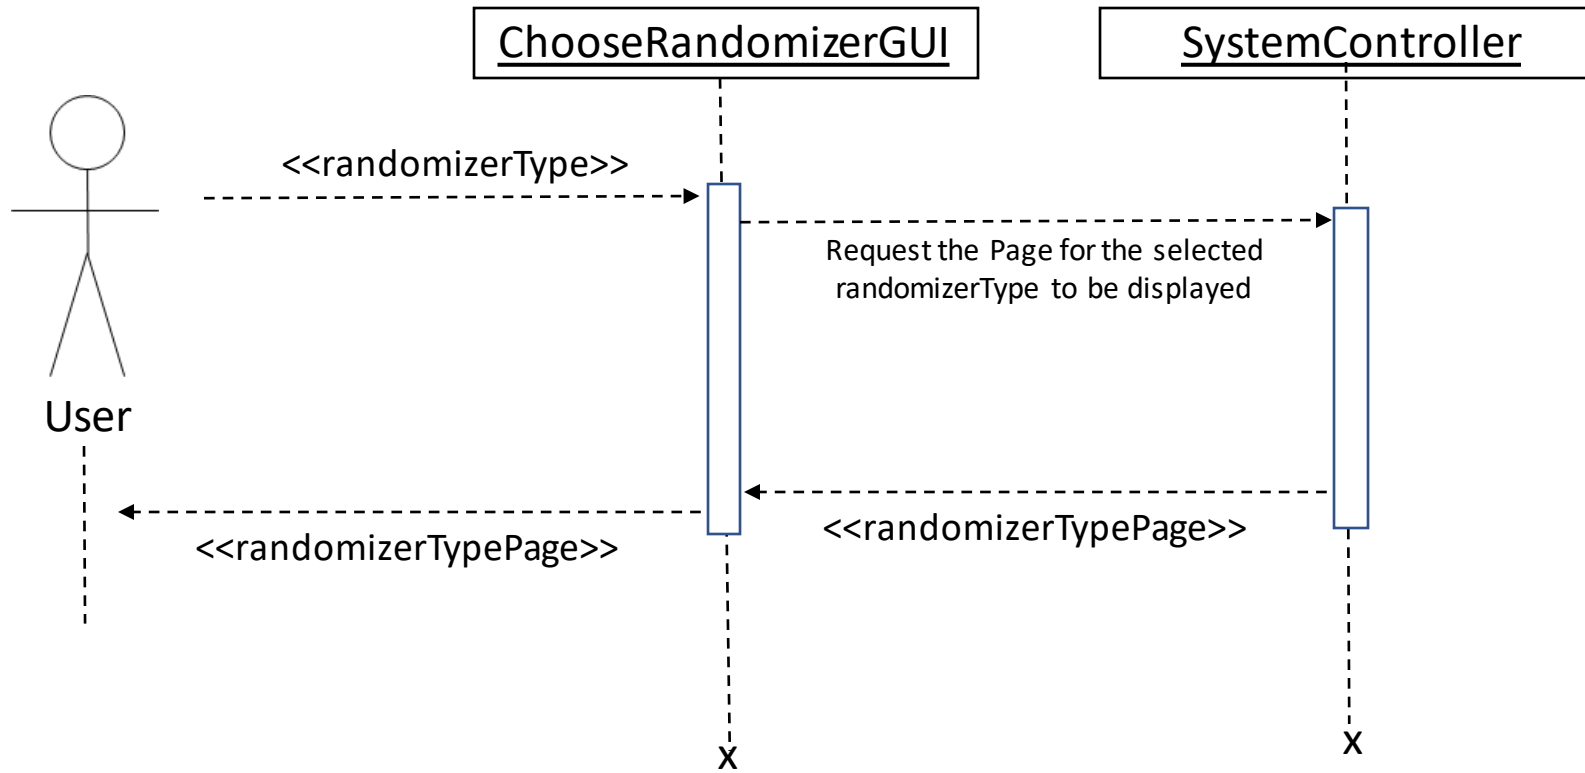 ChooseRandomizerGUI
SystemController
<<randomizerType>>
Request the Page for the selected
randomizerType to be displayed
User
<<randomizerTypePage>>
<<randomizerTypePage>>
x
x